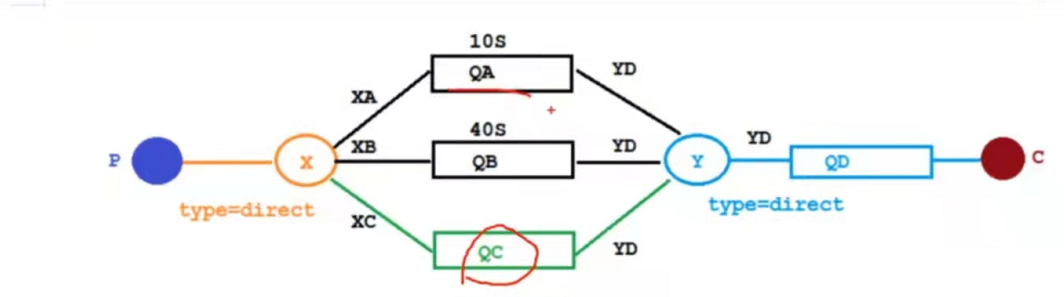 10S
QA
YD
XA
40S
XB
QB
YD
P
X
Y
YD
QD
C
type=direct
type=direct
XC
QC
YD